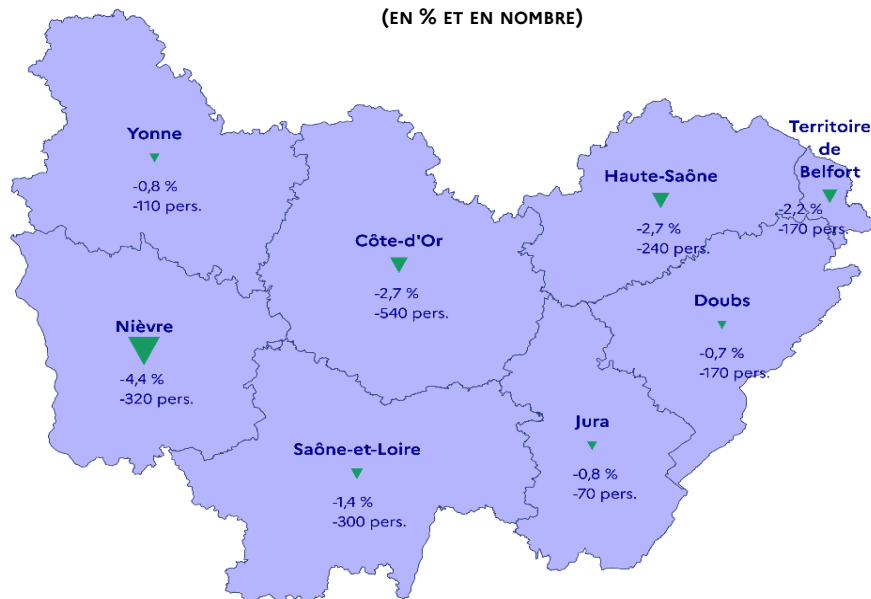 (EN % ET EN NOMBRE)
Yonne
-0,8 %
-110 pers.
Territoire
de
Belfort
-2,2 %
-170 pers.
Haute-Saône
-2,7 %
-240 pers.
Côte-d'Or
-2,7 %
-540 pers.
Doubs
-0,7 %
-170 pers.
Nièvre
-4,4 %
-320 pers.
Jura
-0,8 %
-70 pers.
Saône-et-Loire
-1,4 %
-300 pers.